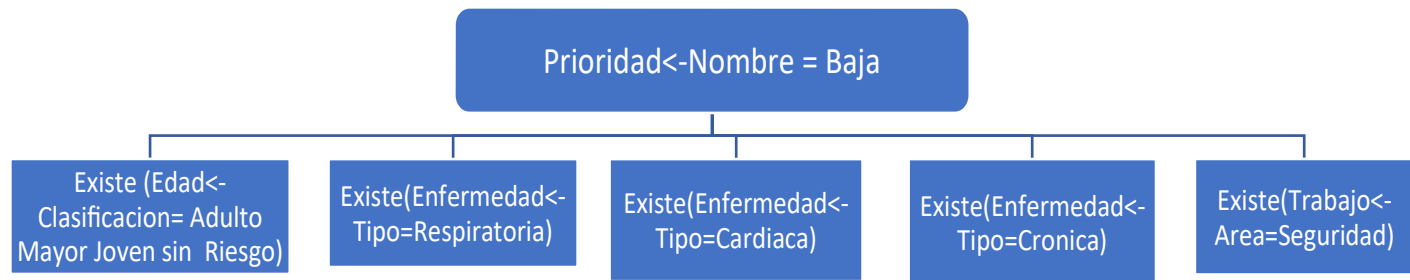 Prioridad<-Nombre = Baja
Existe (Edad<-
Clasificacion= Adulto
Mayor Joven sin  Riesgo)
Existe(Enfermedad<-
Tipo=Respiratoria)
Existe(Enfermedad<-
Tipo=Cardiaca)
Existe(Enfermedad<-
Tipo=Cronica)
Existe(Trabajo<-
Area=Seguridad)